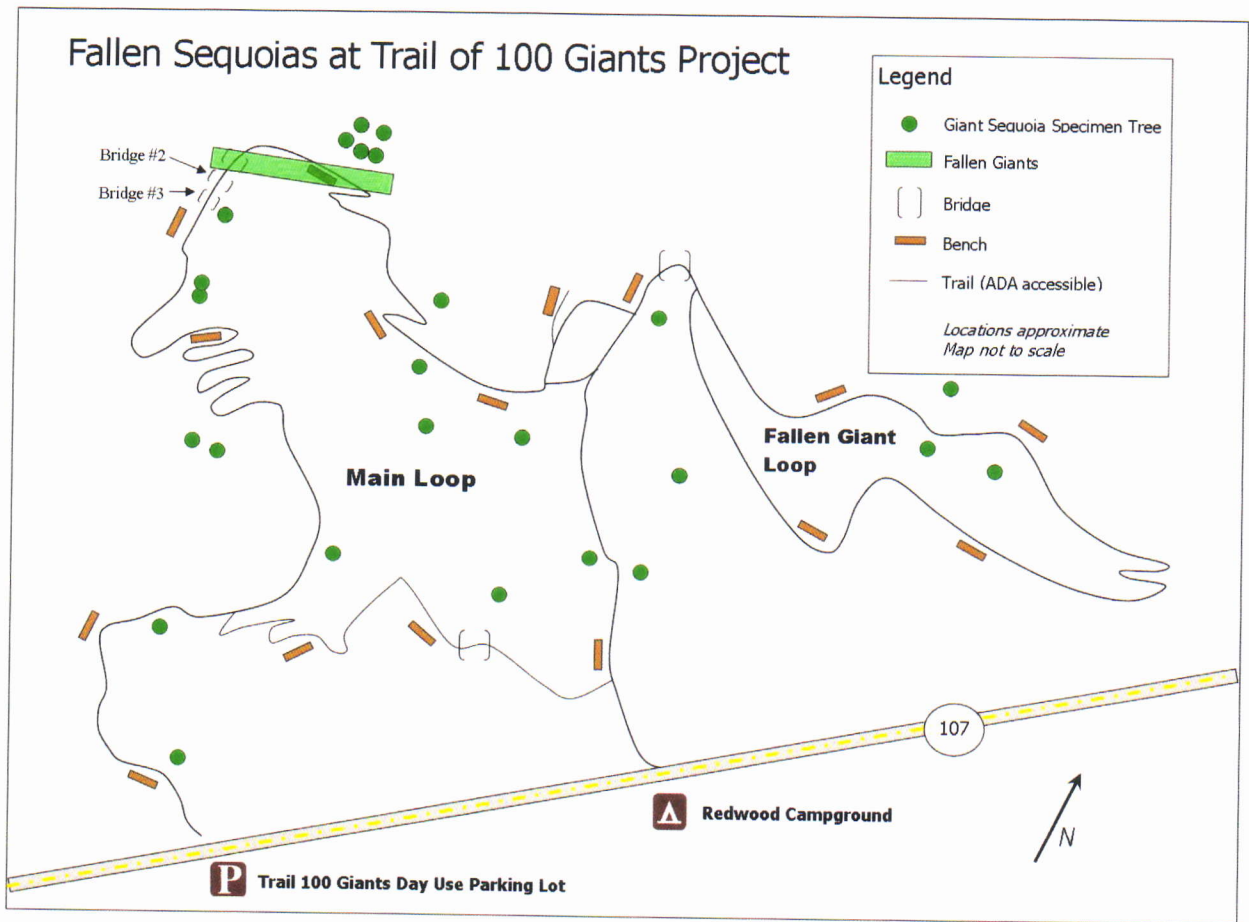 Fallen Sequoias at Trail of 100 Giants Project
Legend
Giant Sequoia Specimen Tree
Fallen Giants
Bridge
Bench
Trail (ADA accessible)
Locations approximate
Map not to scale
Bridge #2
Bridge #3
Fallen Giant
Loop
Main Loop
107
Redwood Campground
N
P
Trail 100 Giants Day Use Parking Lot